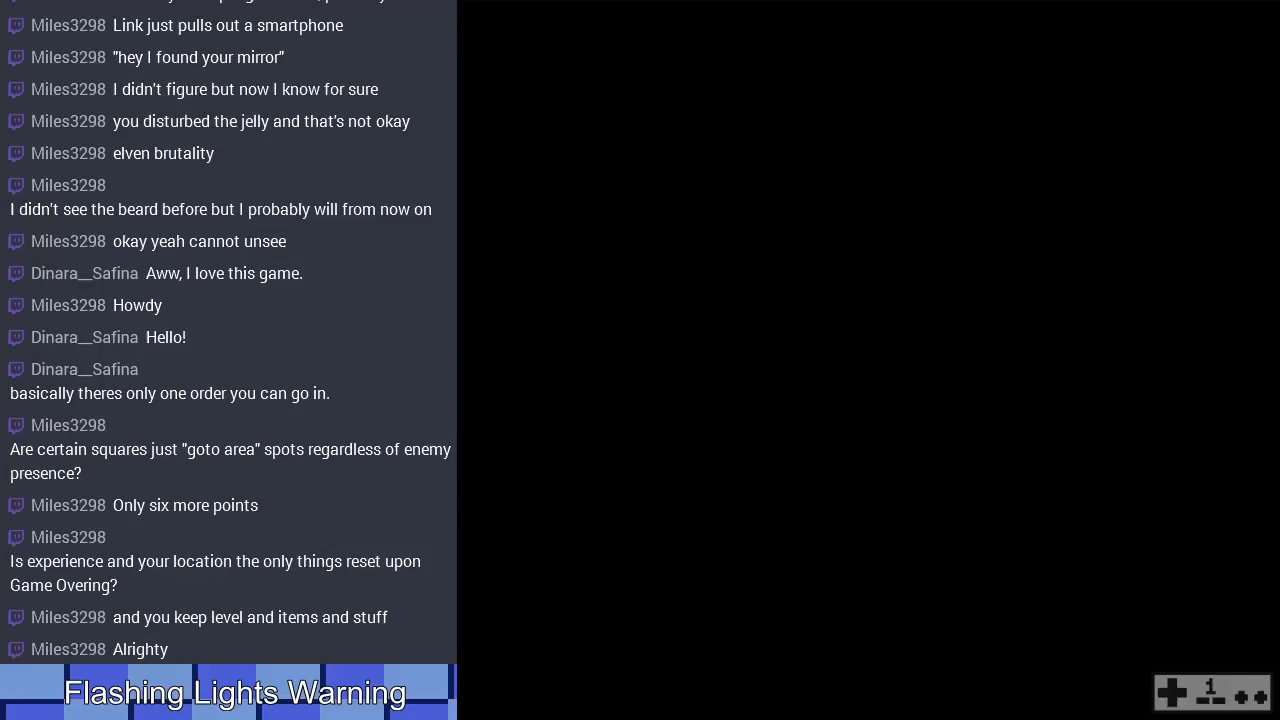 Miles3298 Link just pulls out a smartphone
Miles3298 "hey I found your mirror"
Miles3298 I didn't figure but now I know for sure
Miles3298 you disturbed the jelly and that's not okay
Miles3298 elven brutality
Miles3298
I didn't see the beard before but I probably will from now on
Miles3298 okay yeah cannot unsee
Dinara__Safina Aww, I love this game.
Miles3298 Howdy
Dinara__Safina Hello!
Dinara__Safina
basically theres only one order you can go in.
Miles3298
Are certain squares just "goto area" spots regardless of enemy
presence?
Miles3298 Only six more points
Miles3298
Is experience and your location the only things reset upon
Game Overing?
Miles3298 and you keep level and items and stuff
Miles3298 Alrighty
Flashing Lights Warning
1